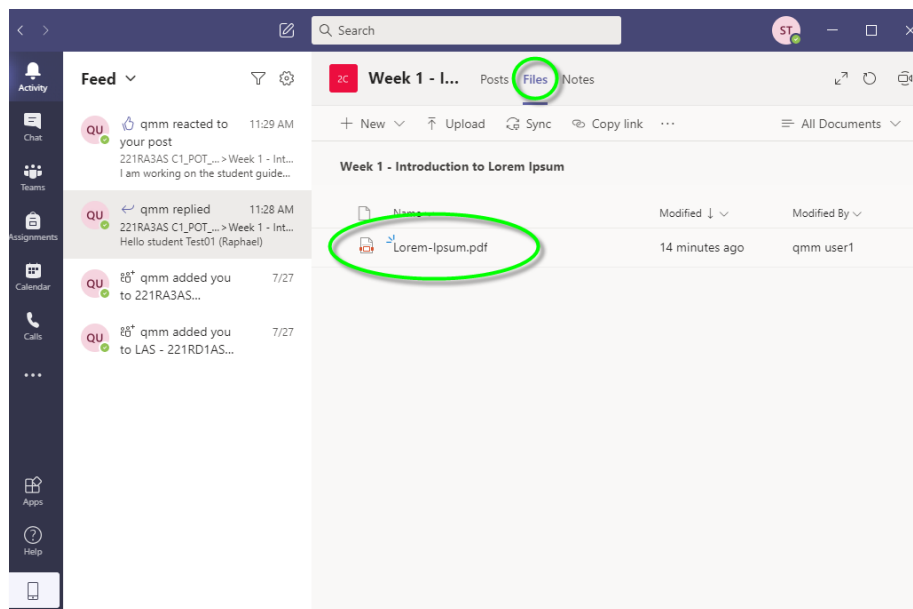 Search
ST
Activity
Chat
Teams
Assignments
Calendar
Calls
Apps
Help
Feed
QU
qmm reacted to 11:29 AM
your post
221RA3AS C1_POT_... > Week 1 - Int...
I am working on the student guide...
QU
qmm replied 11:28 AM
221RA3AS C1_POT_... > Week 1 - Int...
Hello student Test01 (Raphael)
QU
qmm added you 7/27
to 221RA3AS...
QU
qmm added you 7/27
to LAS - 221RD1AS...
2C Week 1 - I... Posts Files Notes
New Upload Sync Copy link ... All Documents
Week 1 - Introduction to Lorem Ipsum
Name Modified Modified By
Lorem-Ipsum.pdf 14 minutes ago qmm user1